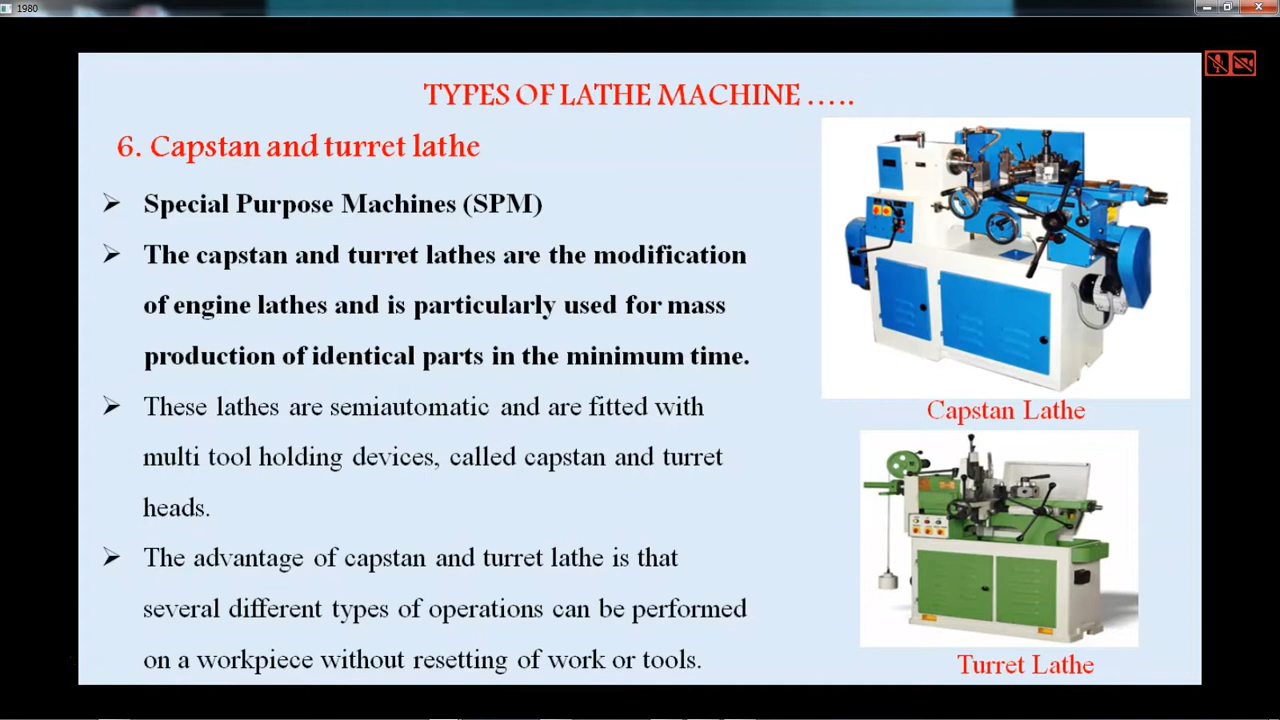 1980
TYPES OF LATHE MACHINE …..
6. Capstan and turret lathe
Special Purpose Machines (SPM)
The capstan and turret lathes are the modification
of engine lathes and is particularly used for mass
production of identical parts in the minimum time.
These lathes are semiautomatic and are fitted with
multi tool holding devices, called capstan and turret
heads.
The advantage of capstan and turret lathe is that
several different types of operations can be performed
on a workpiece without resetting of work or tools.
Capstan Lathe
Turret Lathe